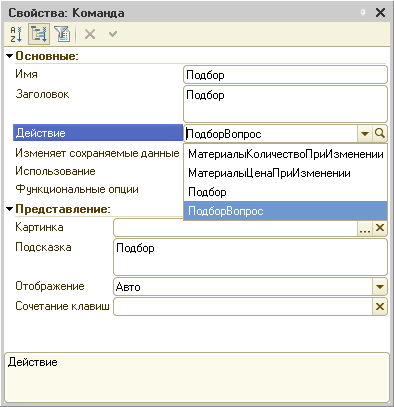 Свойства: Команда
Основные:
Имя
Подбор
Заголовок
Подбор
Действие
ПодборВопрос
МатериалыКоличествоПриИзменении
МатериалыЦенаПриИзменении
Подбор
ПодборВопрос
Изменяет сохраняемые данные
Использование
Функциональные опции
Представление:
Картинка
...
Подсказка
Подбор
Отображение
Авто
Сочетание клавиш
Действие